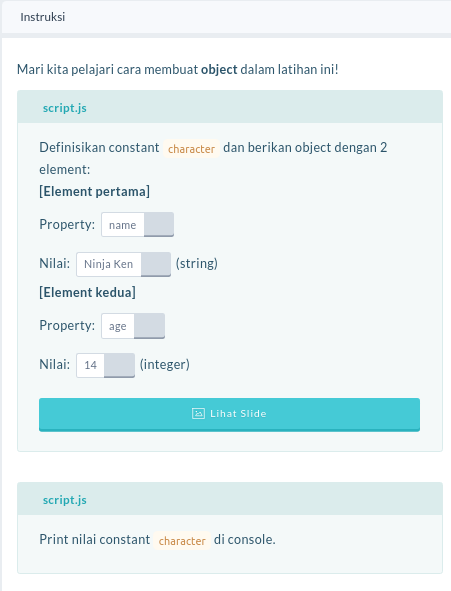 Instruksi
Mari kita pelajari cara membuat object dalam latihan ini!
script.js
Definisikan constant character dan berikan object dengan 2
element:
[Element pertama]
Property: name
Nilai: Ninja Ken (string)
[Element kedua]
Property: age
Nilai: 14 (integer)
Lihat Slide
script.js
Print nilai constant character di console.